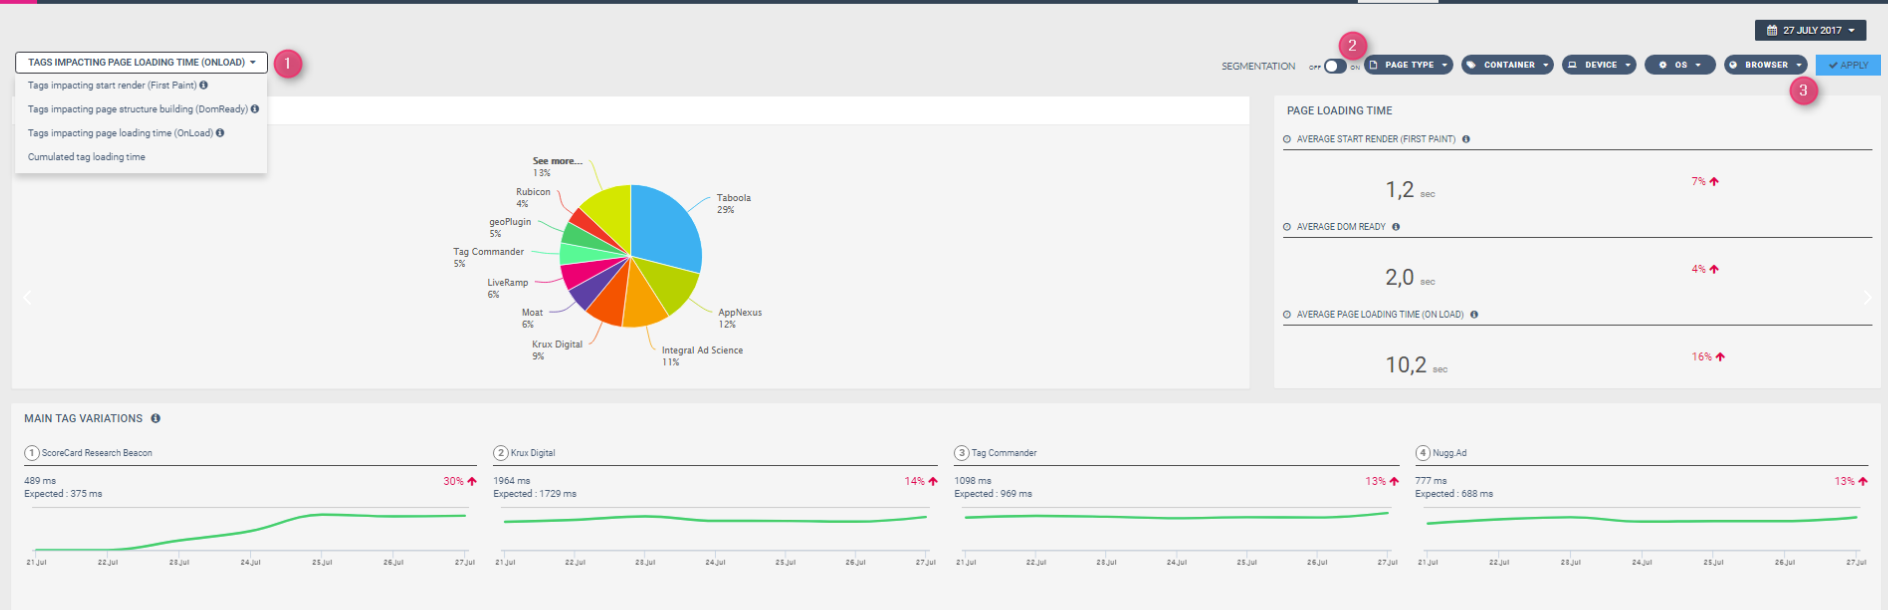 27 JULY 2017
TAGS IMPACTING PAGE LOADING TIME (ONLOAD)
1
SEGMENTATION OFF ON
2
PAGE TYPE
CONTAINER
DEVICE
OS
BROWSER
APPLY
3
Tags impacting start render (First Paint)
Tags impacting page structure building (DomReady)
Tags impacting page loading time (OnLoad)
Cumulated tag loading time
See more...
13%
Rubicon
4%
geoPlugin
5%
Tag Commander
5%
LiveRamp
6%
Moat
6%
Krux Digital
9%
Taboola
29%
AppNexus
12%
Integral Ad Science
11%
PAGE LOADING TIME
AVERAGE START RENDER (FIRST PAINT)
1,2 sec
7%
AVERAGE DOM READY
2,0 sec
4%
AVERAGE PAGE LOADING TIME (ON LOAD)
10,2 sec
16%
MAIN TAG VARIATIONS
1 ScoreCard Research Beacon
489 ms
30%
Expected : 375 ms
21.jul 22.jul 23.jul 24.jul 25.jul 26.jul 27.jul
2 Krux Digital
1964 ms
14%
Expected : 1729 ms
21.jul 22.jul 23.jul 24.jul 25.jul 26.jul 27.jul
3 Tag Commander
1098 ms
13%
Expected : 969 ms
21.jul 22.jul 23.jul 24.jul 25.jul 26.jul 27.jul
4 Nugg.Ad
777 ms
13%
Expected : 688 ms
21.jul 22.jul 23.jul 24.jul 25.jul 26.jul 27.jul